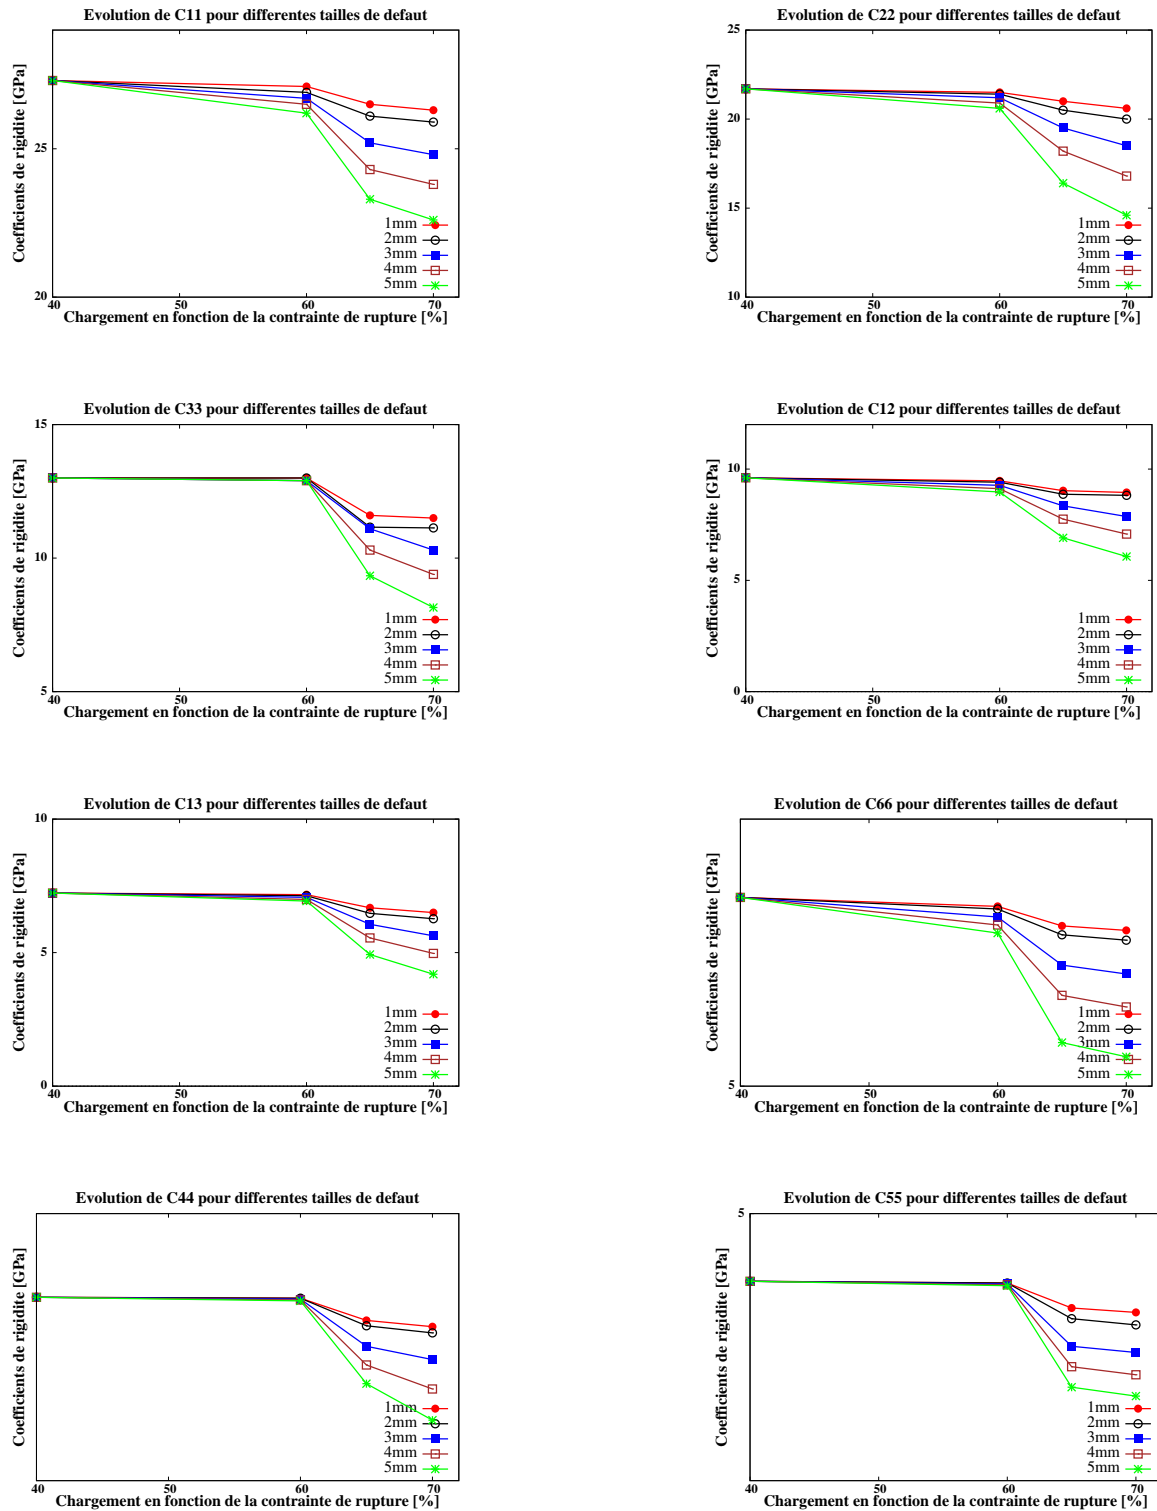 Evolution de C11 pour differentes tailles de defaut
Coefficients de rigidite [GPa]
25
20
40
50
60
70
1mm
2mm
3mm
4mm
5mm
Chargement en fonction de la contrainte de rupture [%]
Evolution de C22 pour differentes tailles de defaut
Coefficients de rigidite [GPa]
25
20
15
10
40
50
60
70
1mm
2mm
3mm
4mm
5mm
Chargement en fonction de la contrainte de rupture [%]
Evolution de C33 pour differentes tailles de defaut
Coefficients de rigidite [GPa]
15
10
5
40
50
60
70
1mm
2mm
3mm
4mm
5mm
Chargement en fonction de la contrainte de rupture [%]
Evolution de C12 pour differentes tailles de defaut
Coefficients de rigidite [GPa]
10
5
0
40
50
60
70
1mm
2mm
3mm
4mm
5mm
Chargement en fonction de la contrainte de rupture [%]
Evolution de C13 pour differentes tailles de defaut
Coefficients de rigidite [GPa]
10
5
0
40
50
60
70
1mm
2mm
3mm
4mm
5mm
Chargement en fonction de la contrainte de rupture [%]
Evolution de C66 pour differentes tailles de defaut
Coefficients de rigidite [GPa]
5
40
50
60
70
1mm
2mm
3mm
4mm
5mm
Chargement en fonction de la contrainte de rupture [%]
Evolution de C44 pour differentes tailles de defaut
Coefficients de rigidite [GPa]
40
50
60
70
1mm
2mm
3mm
4mm
5mm
Chargement en fonction de la contrainte de rupture [%]
Evolution de C55 pour differentes tailles de defaut
Coefficients de rigidite [GPa]
5
40
50
60
70
1mm
2mm
3mm
4mm
5mm
Chargement en fonction de la contrainte de rupture [%]